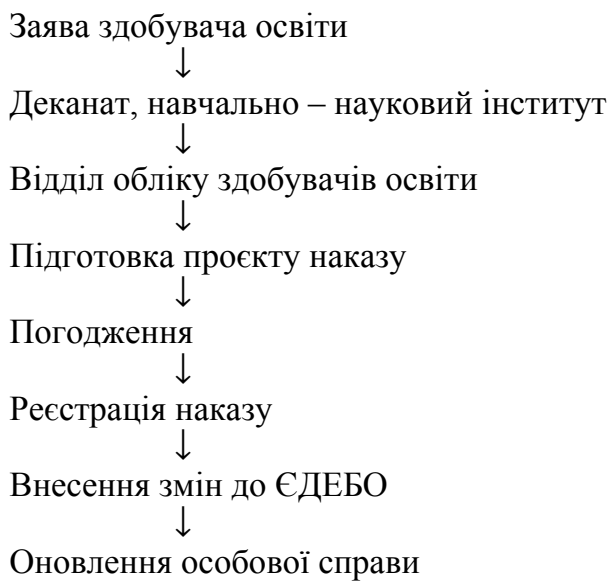 Заява здобувача освіти
↓
Деканат, навчально – науковий інститут
↓
Відділ обліку здобувачів освіти
↓
Підготовка проєкту наказу
↓
Погодження
↓
Реєстрація наказу
↓
Внесення змін до ЄДЕБО
↓
Оновлення особової справи